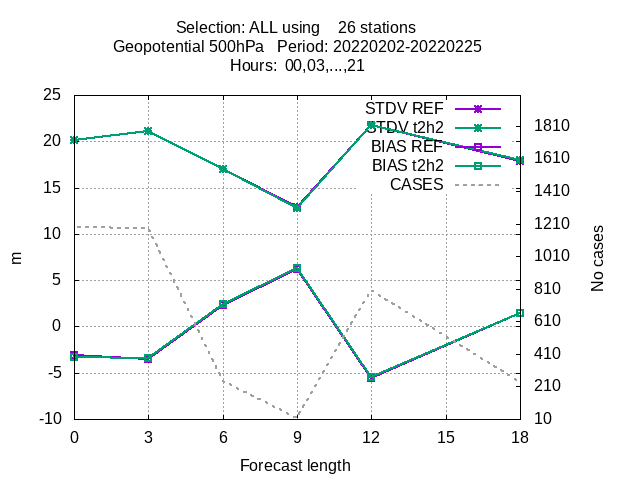 Selection: ALL using    26 stations
Geopotential 500hPa   Period: 20220202-20220225
Hours:  00,03,...,21
25
20
15
10
5
0
-5
-10
m
STDV REF
STDV t2h2
BIAS REF
BIAS t2h2
CASES
1810
1610
1410
1210
1010
810
610
410
210
10
No cases
0 3 6 9 12 15 18
Forecast length